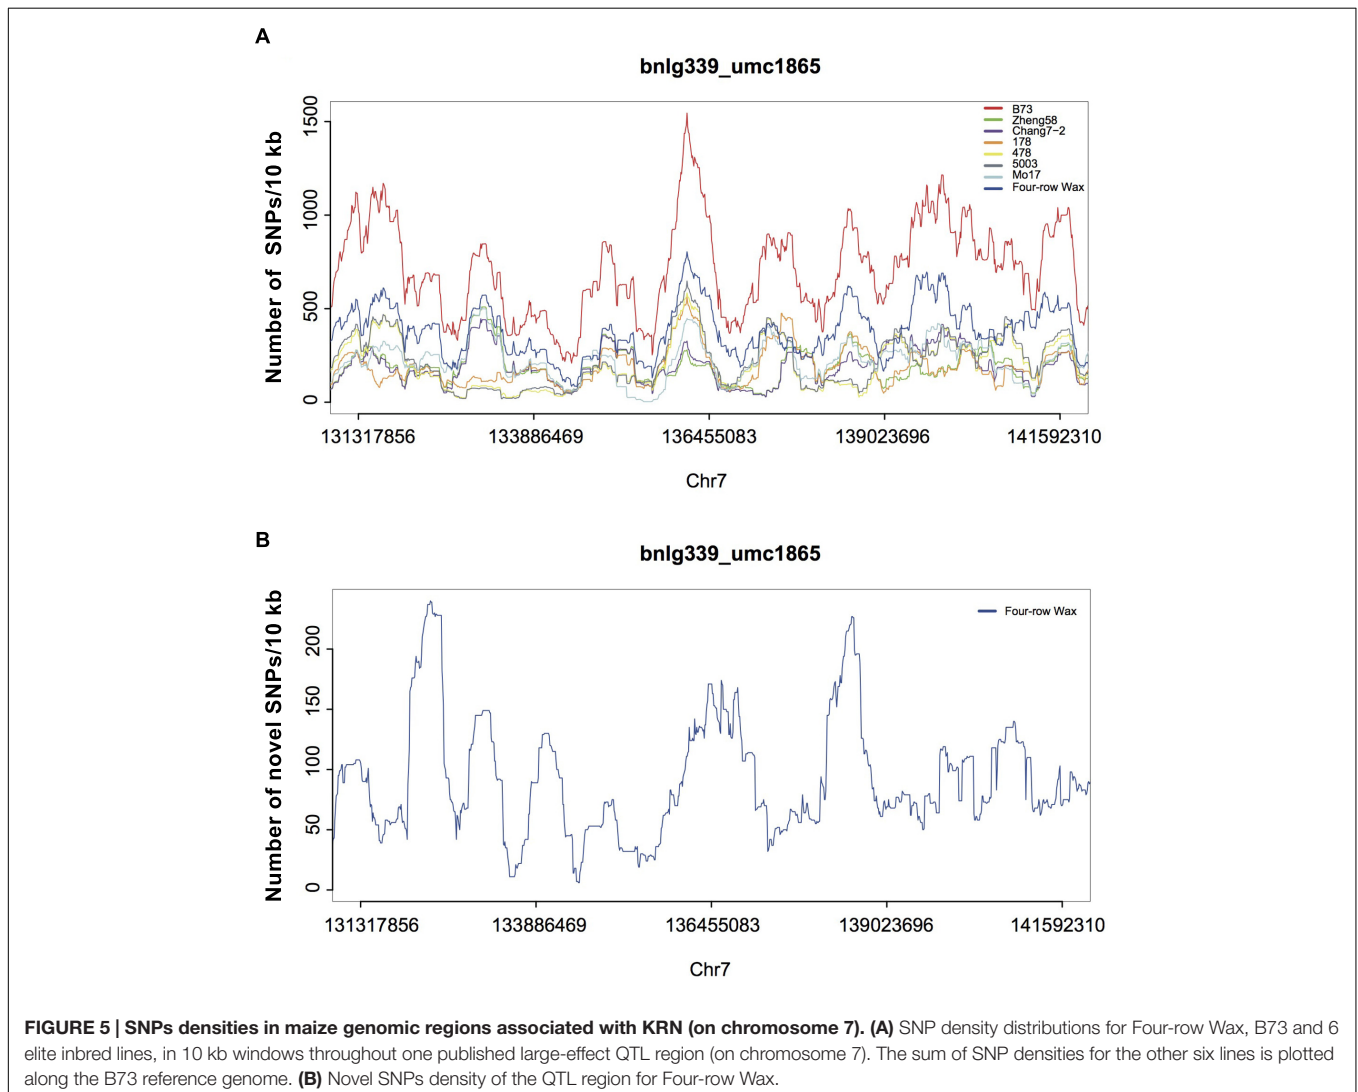 A
bnlg339_umc1865
Number of SNPs/10 kb
1500
1000
500
0
B73
Zheng58
Chang7−2
178
478
5003
Mo17
Four-row Wax
131317856
133886469
136455083
139023696
141592310
Chr7
B
bnlg339_umc1865
Number of novel SNPs/10 kb
200
150
100
50
0
Four-row Wax
131317856
133886469
136455083
139023696
141592310
Chr7
FIGURE 5 | SNPs densities in maize genomic regions associated with KRN (on chromosome 7). (A) SNP density distributions for Four-row Wax, B73 and 6
elite inbred lines, in 10 kb windows throughout one published large-effect QTL region (on chromosome 7). The sum of SNP densities for the other six lines is plotted
along the B73 reference genome. (B) Novel SNPs density of the QTL region for Four-row Wax.